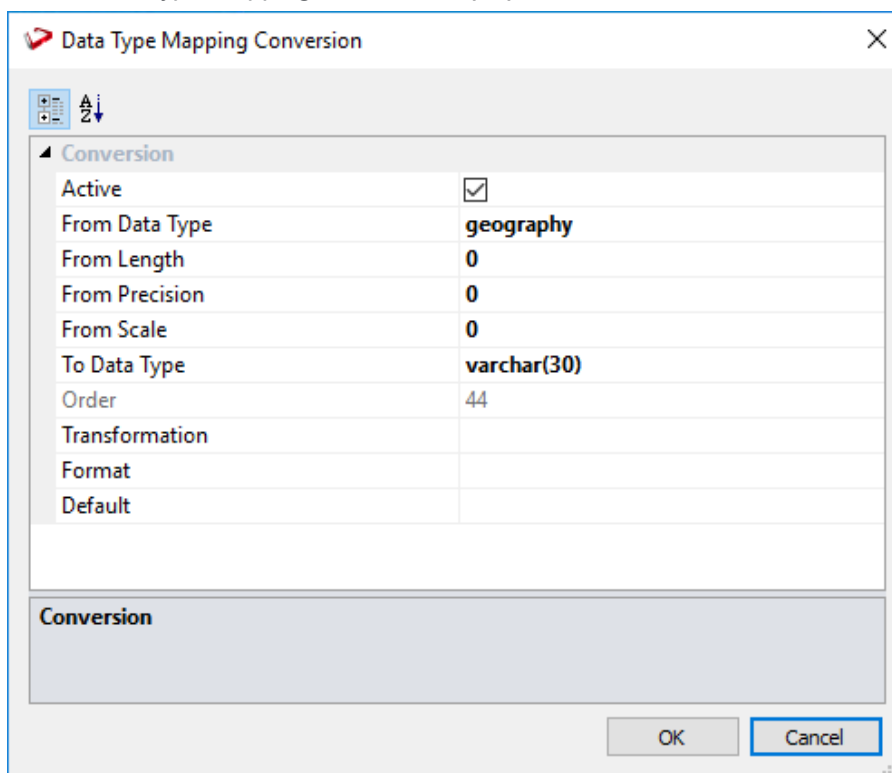 Data Type Mapping Conversion
Conversion
Active
From Data Type geography
From Length 0
From Precision 0
From Scale 0
To Data Type varchar(30)
Order 44
Transformation
Format
Default
Conversion
OK Cancel